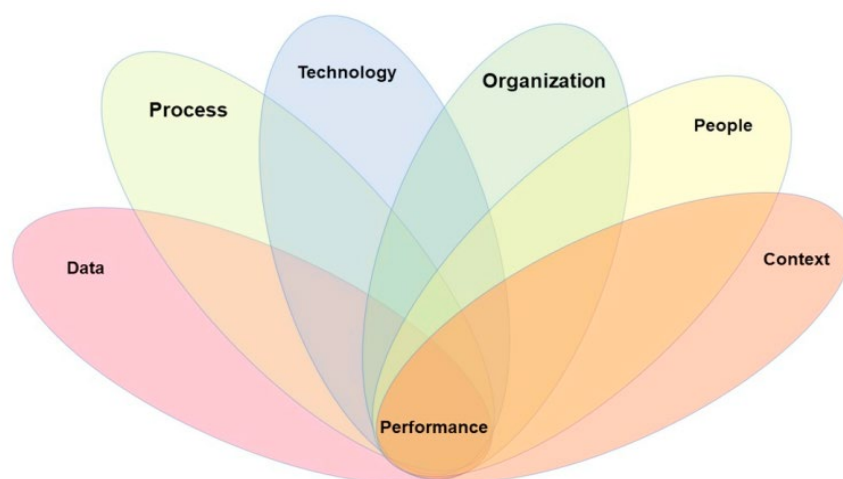 Technology
Organization
Process
People
Data
Context
Performance